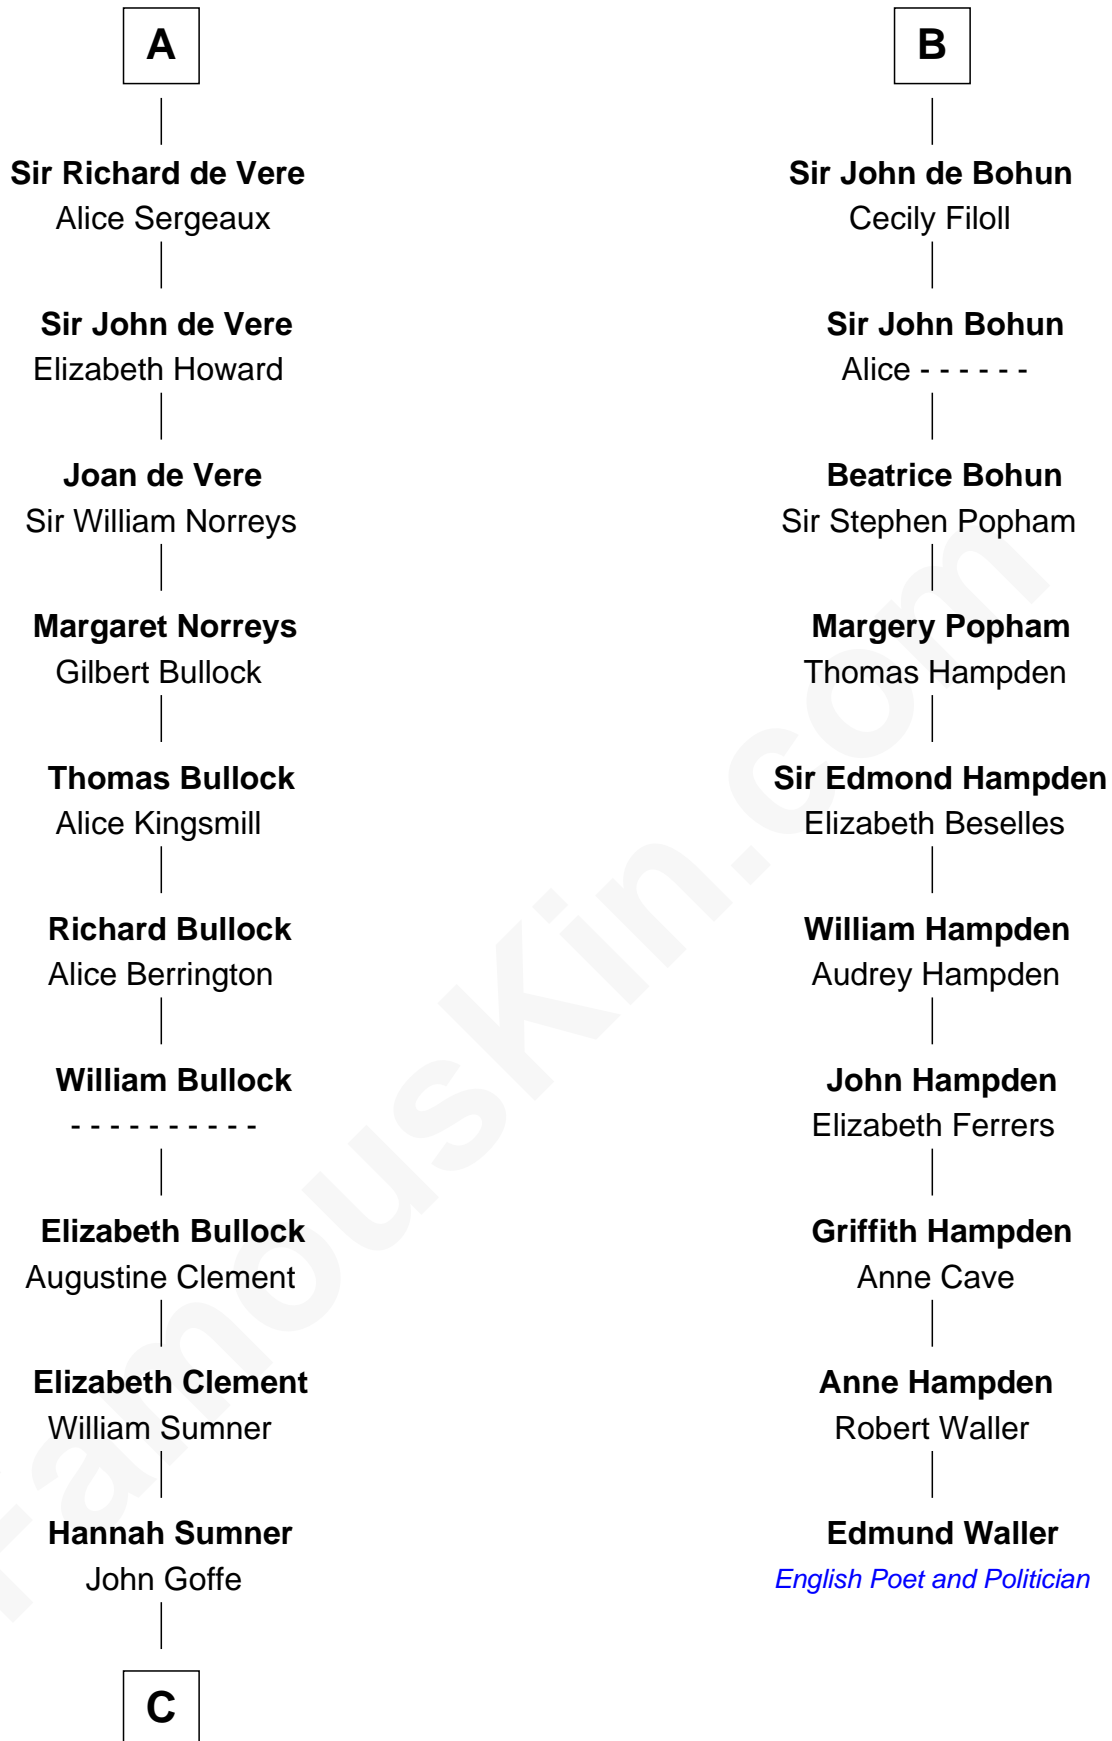 A
Sir Richard de Vere
Alice Sergeaux
Sir John de Vere
Elizabeth Howard
Joan de Vere
Sir William Norreys
Margaret Norreys
Gilbert Bullock
Thomas Bullock
Alice Kingsmill
Richard Bullock
Alice Berrington
William Bullock
- - - - - - - - - -
Elizabeth Bullock
Augustine Clement
Elizabeth Clement
William Sumner
Hannah Sumner
John Goffe
C
B
Sir John de Bohun
Cecily Filoll
Sir John Bohun
Alice - - - - - -
Beatrice Bohun
Sir Stephen Popham
Margery Popham
Thomas Hampden
Sir Edmond Hampden
Elizabeth Beselles
William Hampden
Audrey Hampden
John Hampden
Elizabeth Ferrers
Griffith Hampden
Anne Cave
Anne Hampden
Robert Waller
Edmund Waller
English Poet and Politician
FamousKin.com